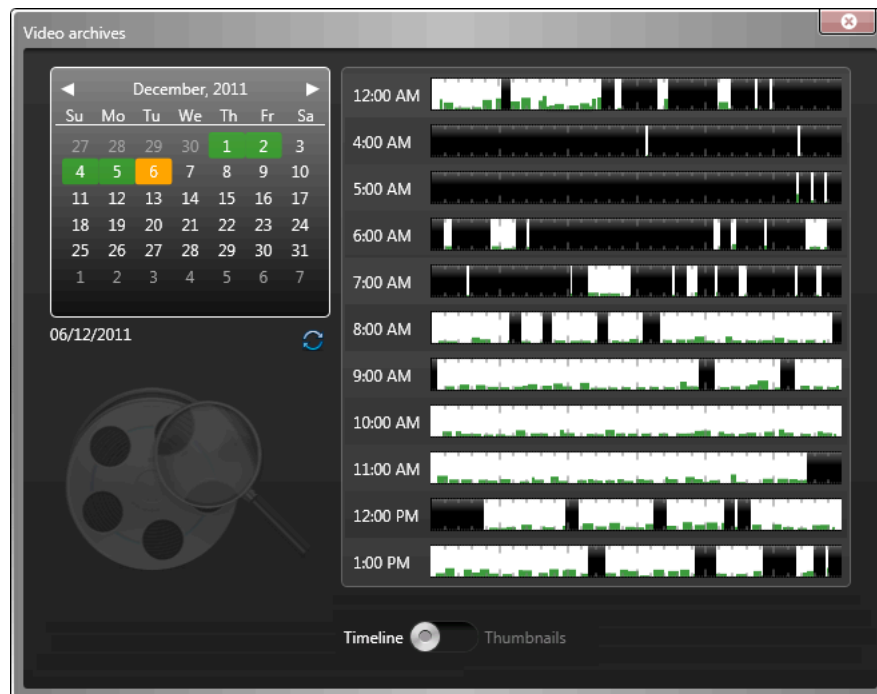 Video archives
December, 2011
Su Mo Tu We Th Fr Sa
27 28 29 30 1 2 3
4 5 6 7 8 9 10
11 12 13 14 15 16 17
18 19 20 21 22 23 24
25 26 27 28 29 30 31
1 2 3 4 5 6 7
06/12/2011
12:00 AM
4:00 AM
5:00 AM
6:00 AM
7:00 AM
8:00 AM
9:00 AM
10:00 AM
11:00 AM
12:00 PM
1:00 PM
Timeline Thumbnails